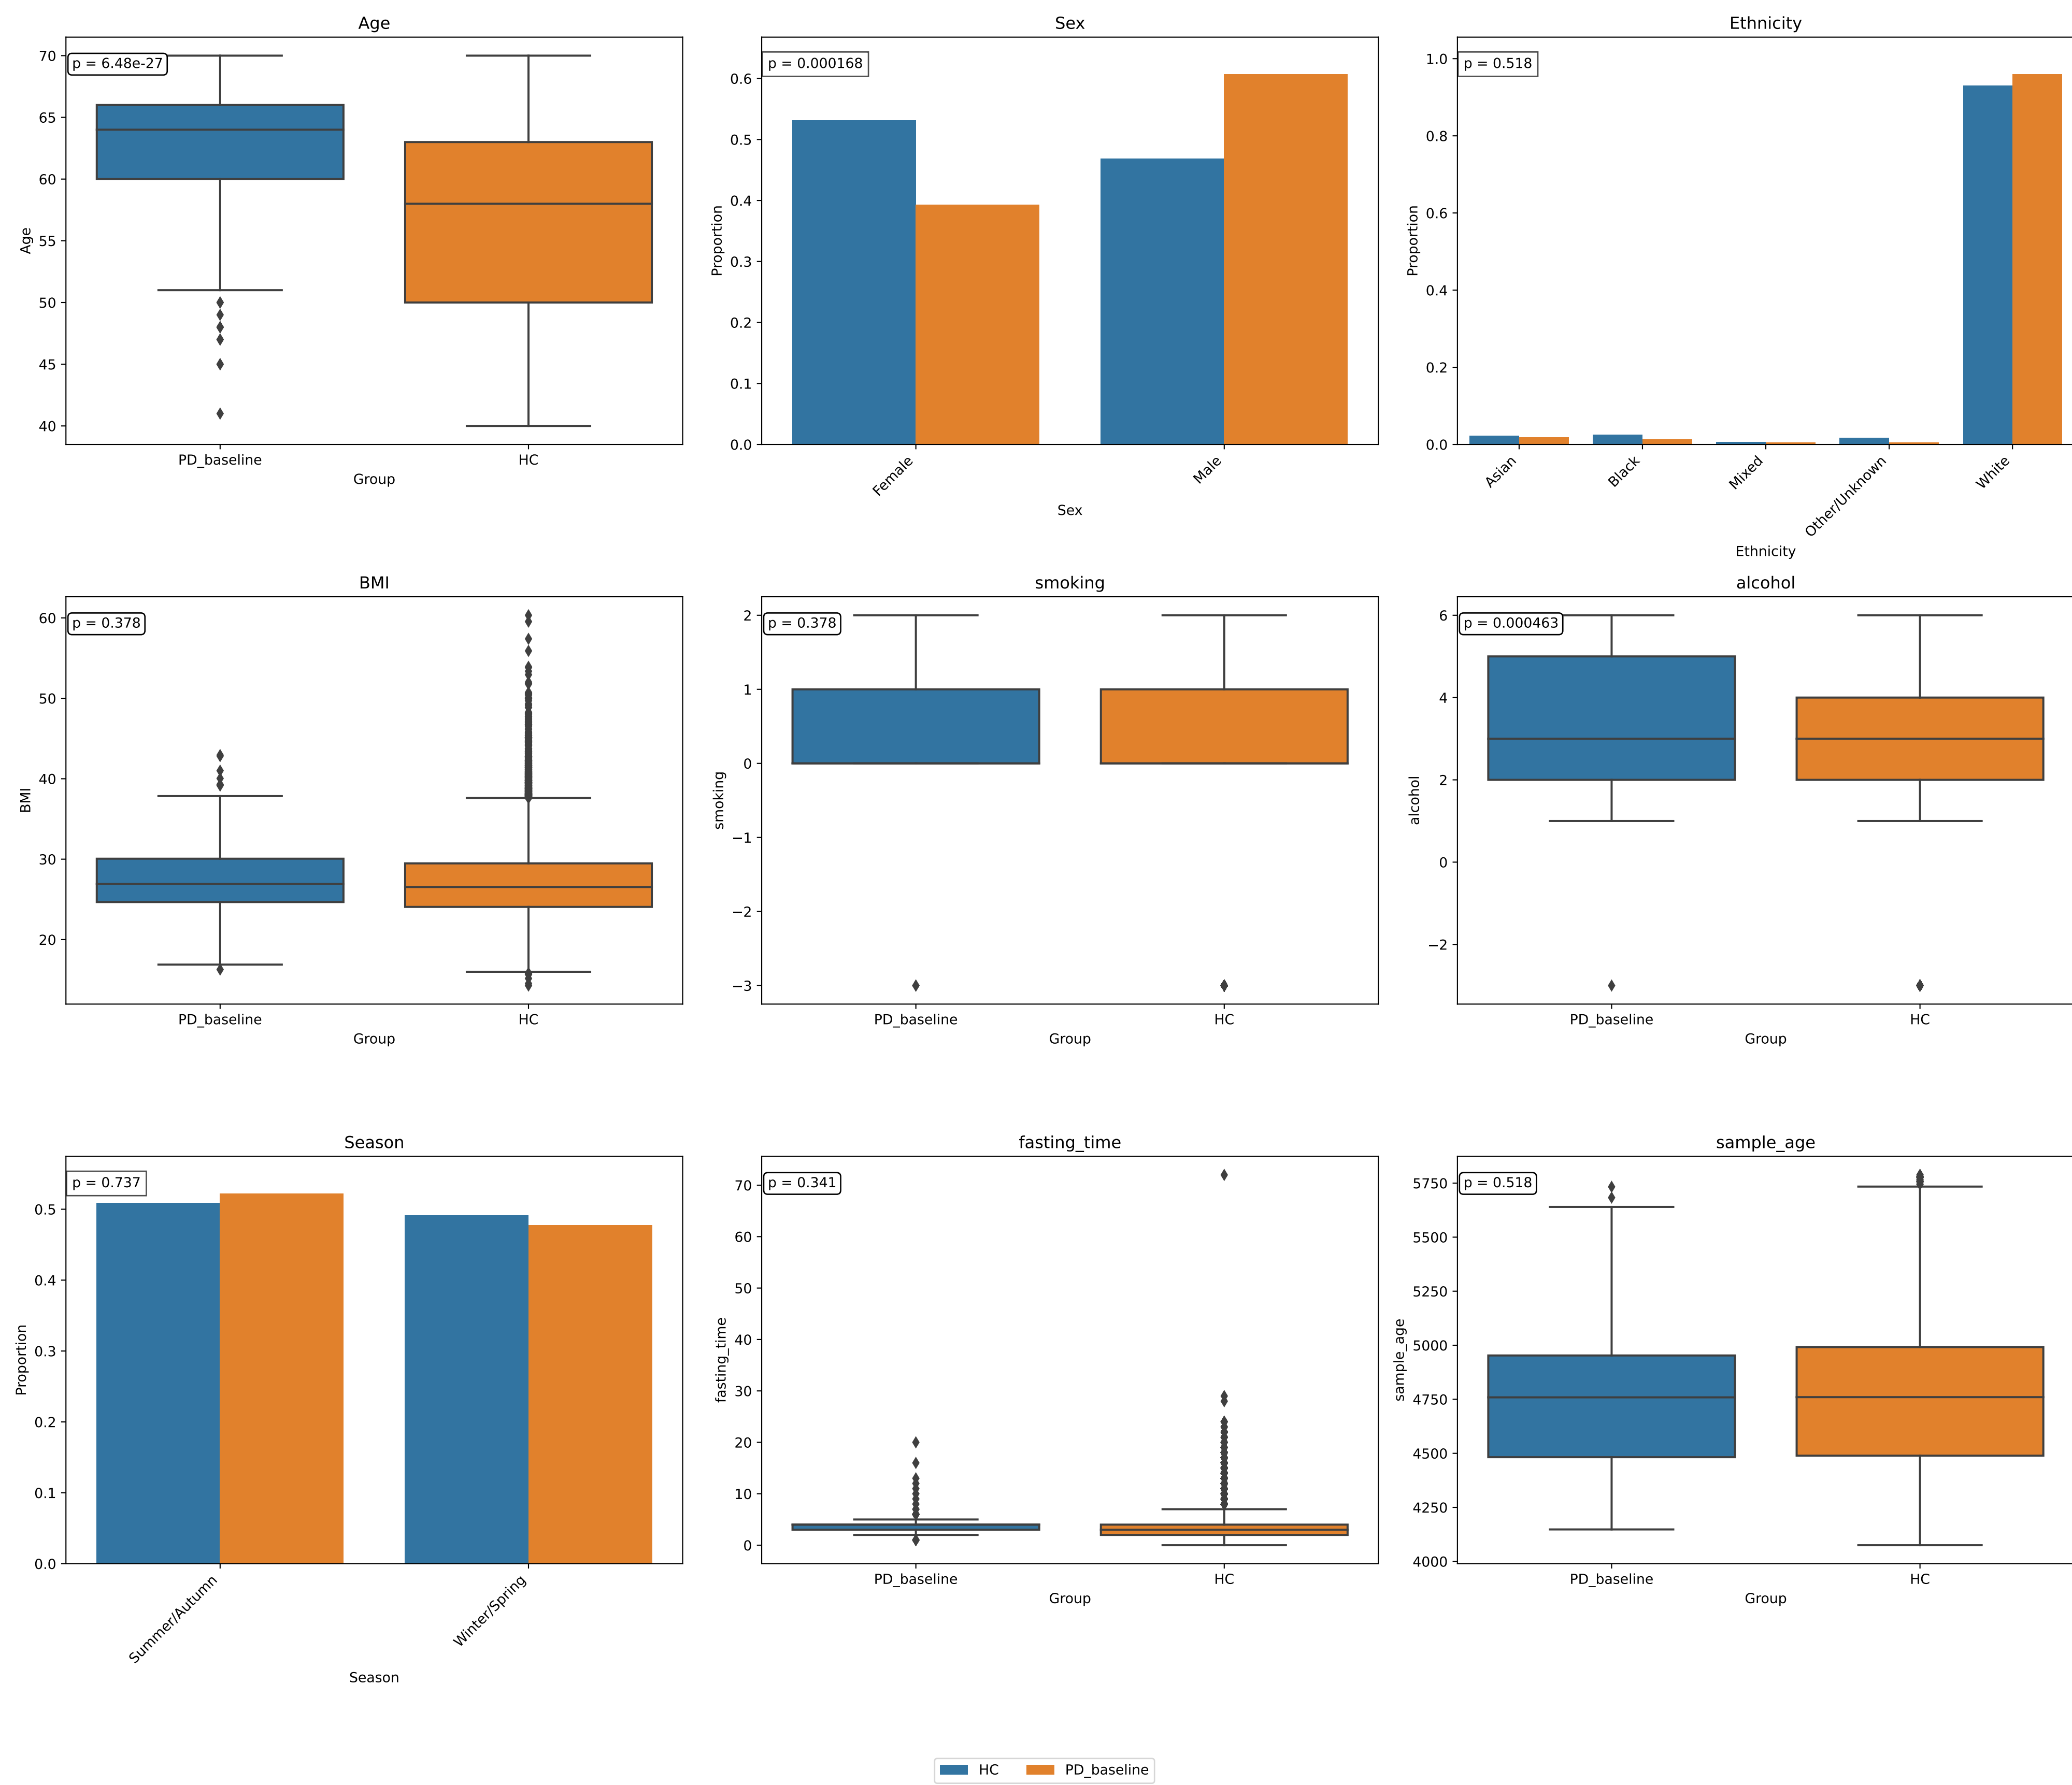 Age
p = 6.48e-27
70
65
60
55
50
45
40
Age
PD_baseline
HC
Group
Sex
p = 0.000168
0.6
0.5
0.4
0.3
0.2
0.1
0.0
Proportion
Female
Male
Sex
Ethnicity
p = 0.518
1.0
0.8
0.6
0.4
0.2
0.0
Proportion
Asian
Black
Mixed
Other/Unknown
White
Ethnicity
BMI
p = 0.378
60
50
40
30
20
BMI
PD_baseline
HC
Group
smoking
p = 0.378
2
1
0
−1
−2
−3
smoking
PD_baseline
HC
Group
alcohol
p = 0.000463
6
4
2
0
−2
alcohol
PD_baseline
HC
Group
Season
p = 0.737
0.5
0.4
0.3
0.2
0.1
0.0
Proportion
Summer/Autumn
Winter/Spring
Season
fasting_time
p = 0.341
70
60
50
40
30
20
10
0
fasting_time
PD_baseline
HC
Group
sample_age
p = 0.518
5750
5500
5250
5000
4750
4500
4250
4000
sample_age
PD_baseline
HC
Group
HC
PD_baseline